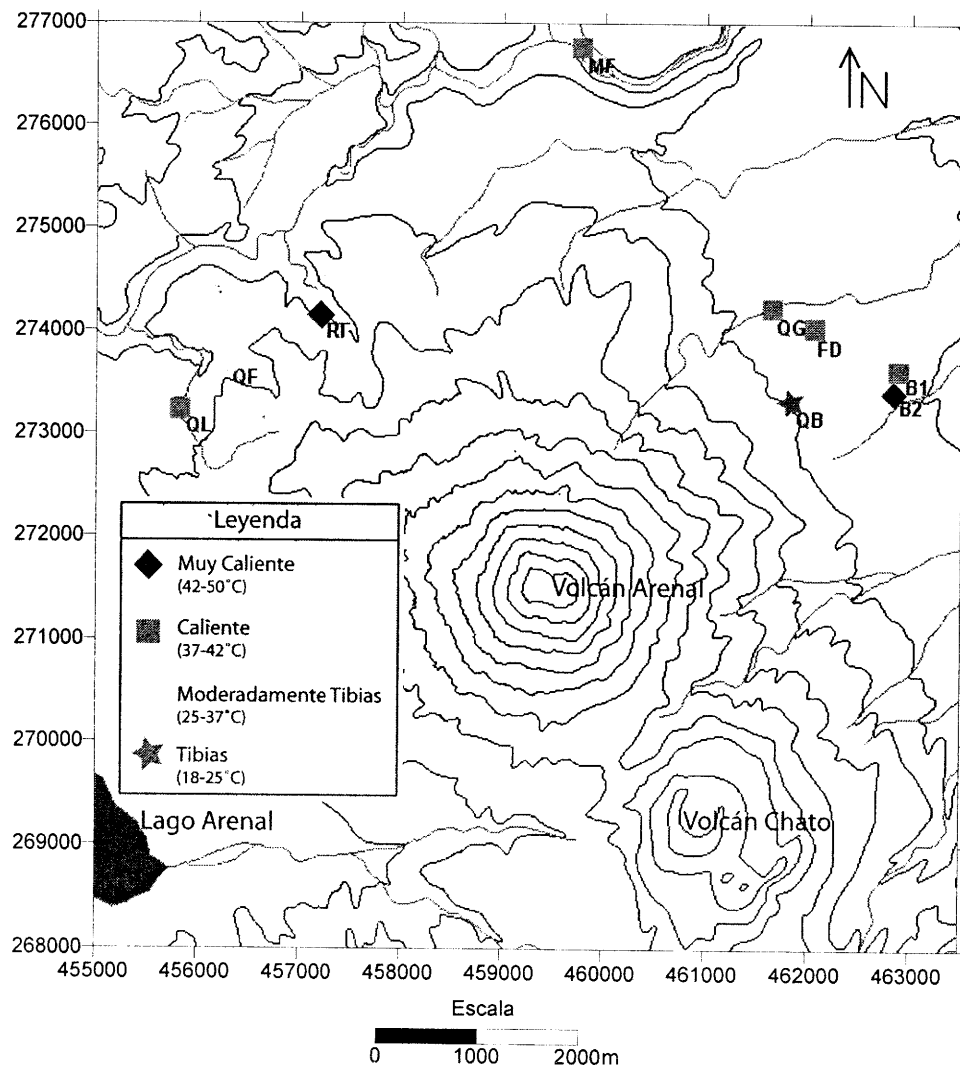 277000
276000
275000
274000
273000
272000
271000
270000
269000
268000
MF
N
RT
QF
QL
QG
FD
B1
B2
QB
Volcán Arenal
Volcán Chato
Lago Arenal
Leyenda
Muy Caliente
(42-50°C)
Caliente
(37-42°C)
Moderadamente Tibias
(25-37°C)
Tibias
(18-25°C)
455000 456000 457000 458000 459000 460000 461000 462000 463000
Escala
0 1000 2000m